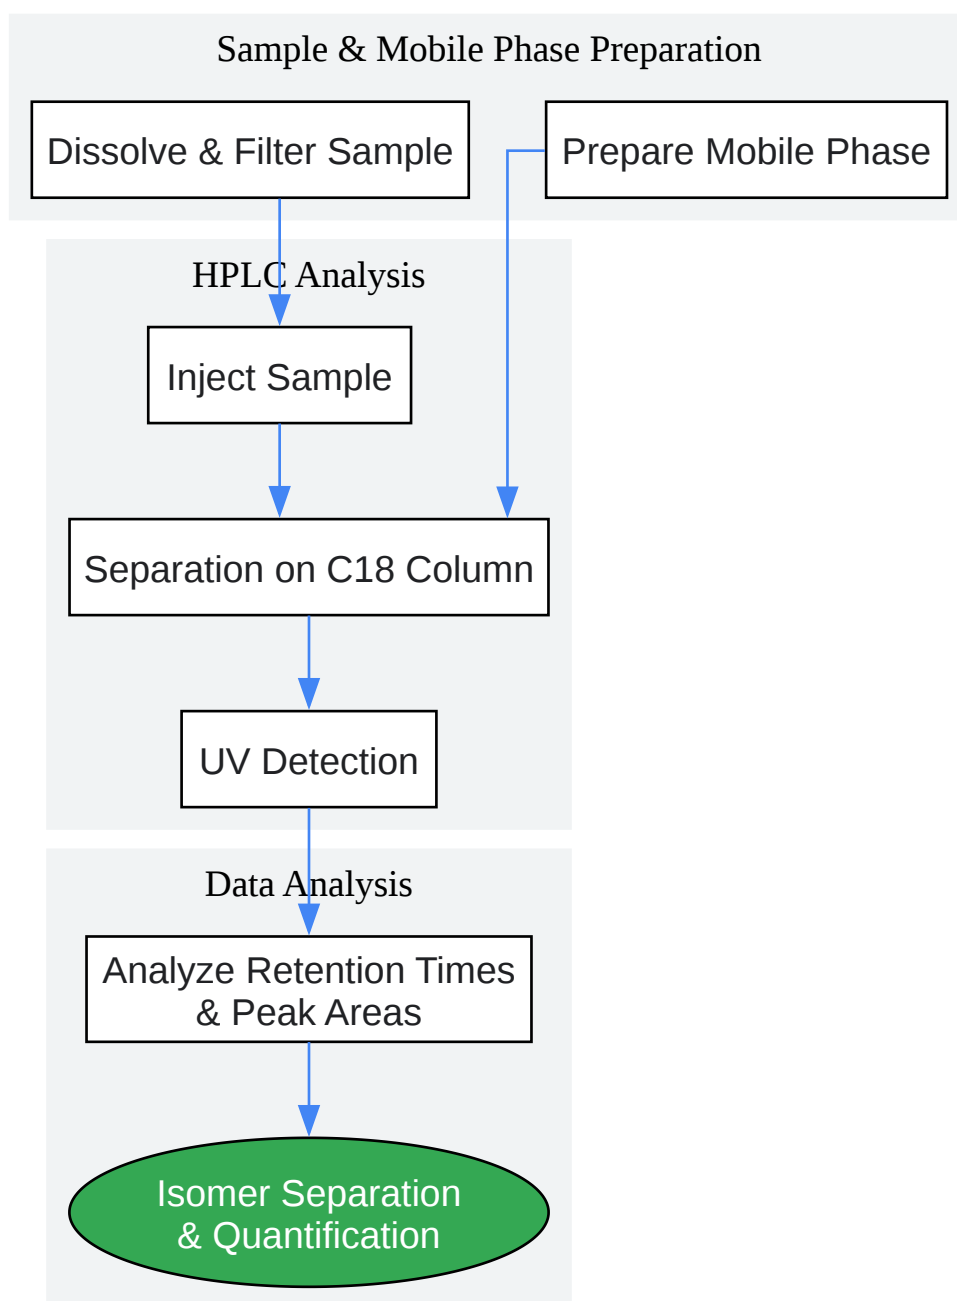 Sample & Mobile Phase Preparation
Dissolve & Filter Sample
Prepare Mobile Phase
HPLC Analysis
Inject Sample
Separation on C18 Column
UV Detection
Data Analysis
Analyze Retention Times
& Peak Areas
Isomer Separation
& Quantification